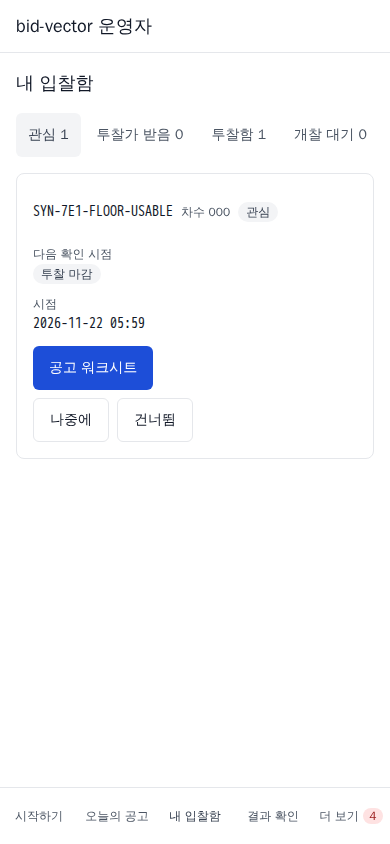 bid-vector 운영자
내 입찰함
관심 1 투찰가 받음 0 투찰함 1 개찰 대기 0
SYN-7E1-FLOOR-USABLE 차수 000 관심
다음 확인 시점
투찰 마감
시점
2026-11-22 05:59
공고 워크시트
나중에 건너뜀
시작하기 오늘의 공고 내 입찰함 결과 확인 더 보기 4